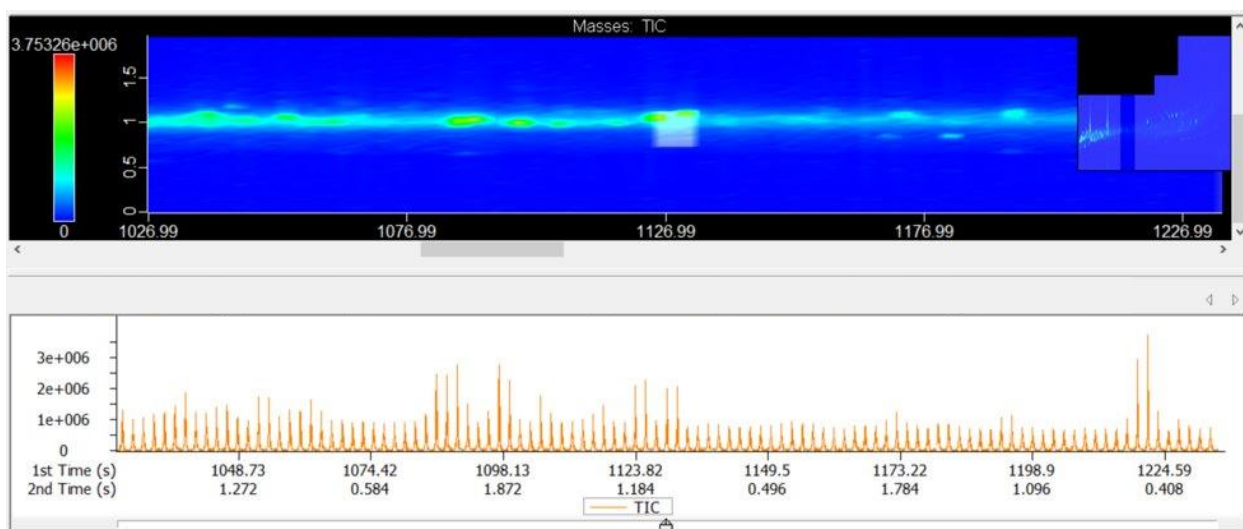 Masses: TIC
3.75326e+006
1.5
1
0.5
0
0
1026.99 1076.99 1126.99 1176.99 1226.99
3e+006
2e+006
1e+006
0
1st Time (s) 1048.73 1074.42 1098.13 1123.82 1149.5 1173.22 1198.9 1224.59
2nd Time (s) 1.272 0.584 1.872 1.184 0.496 1.784 1.096 0.408
TIC